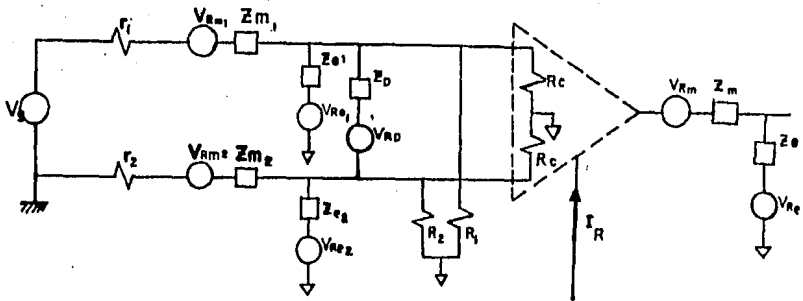 r1 VRm1 Zm1
Ze1 ZD Rc VRm Zm
VS VRe1 VRD Ze
r2 VRm2 Zm2 Rc
Ze2 R2 R1 IR VRe
VRe2